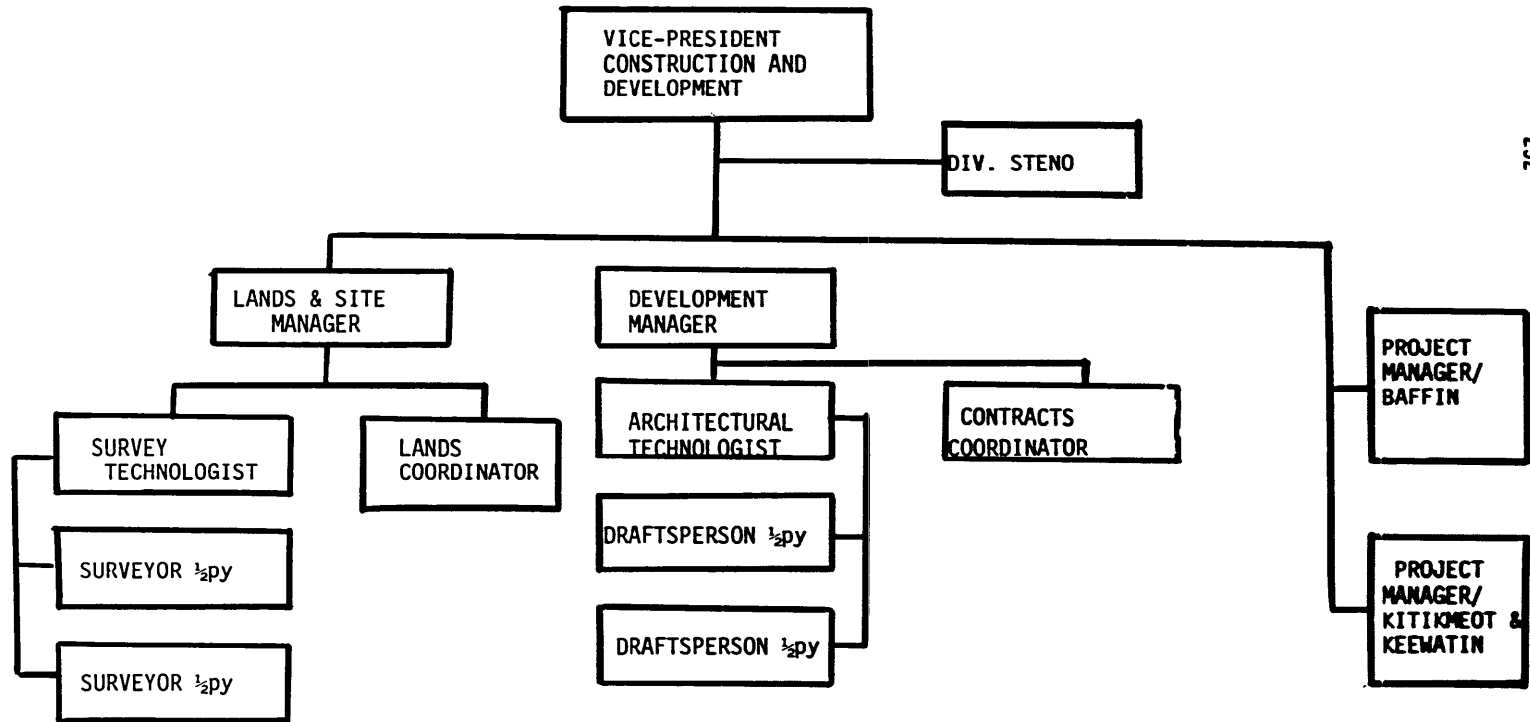 VICE-PRESIDENT
CONSTRUCTION AND
DEVELOPMENT
DIV. STENO
LANDS & SITE
MANAGER
DEVELOPMENT
MANAGER
PROJECT
MANAGER/
BAFFIN
SURVEY
TECHNOLOGIST
LANDS
COORDINATOR
ARCHITECTURAL
TECHNOLOGIST
CONTRACTS
COORDINATOR
SURVEYOR ½py
DRAFTSPERSON ½py
PROJECT
MANAGER/
KITIKMEOT &
KEEWATIN
SURVEYOR ½py
DRAFTSPERSON ½py